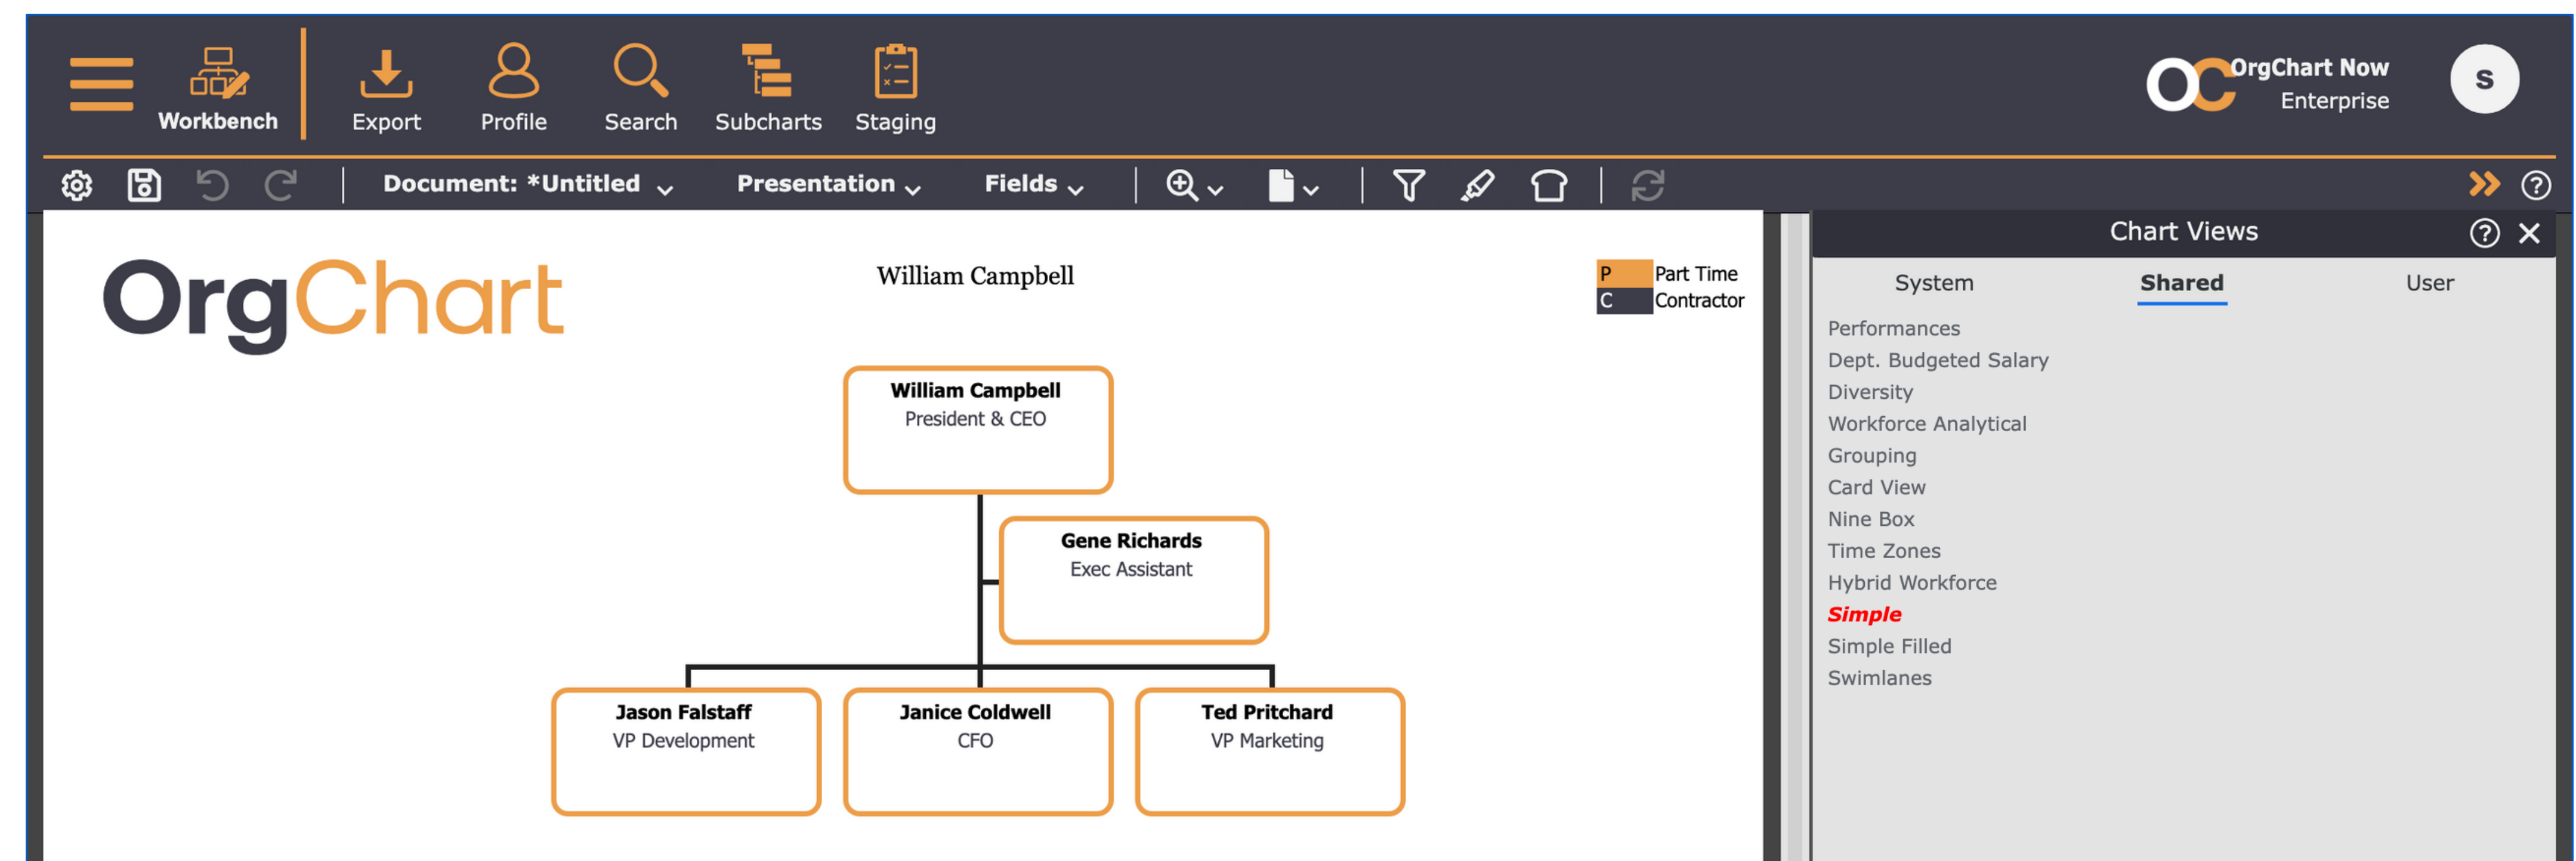 Workbench
Export
Profile
Search
Subcharts
Staging
OC
OrgChart Now
Enterprise
S
Document: *Untitled
Presentation
Fields
Chart Views
System
Shared
User
OrgChart
William Campbell
P Part Time
C Contractor
William Campbell
President & CEO
Gene Richards
Exec Assistant
Jason Falstaff
VP Development
Janice Coldwell
CFO
Ted Pritchard
VP Marketing
Performances
Dept. Budgeted Salary
Diversity
Workforce Analytical
Grouping
Card View
Nine Box
Time Zones
Hybrid Workforce
Simple
Simple Filled
Swimlanes